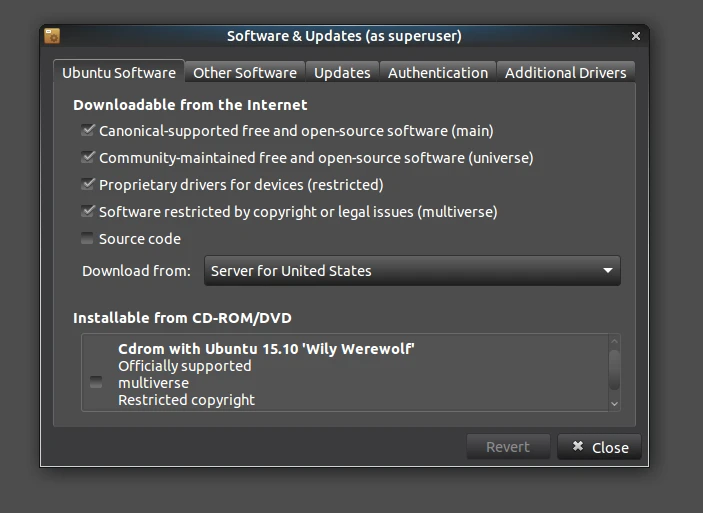 Software & Updates (as superuser)
Ubuntu Software Other Software Updates Authentication Additional Drivers
Downloadable from the Internet
Canonical-supported free and open-source software (main)
Community-maintained free and open-source software (universe)
Proprietary drivers for devices (restricted)
Software restricted by copyright or legal issues (multiverse)
Source code
Download from: Server for United States
Installable from CD-ROM/DVD
Cdrom with Ubuntu 15.10 'Wily Werewolf'
Officially supported
multiverse
Restricted copyright
Revert Close